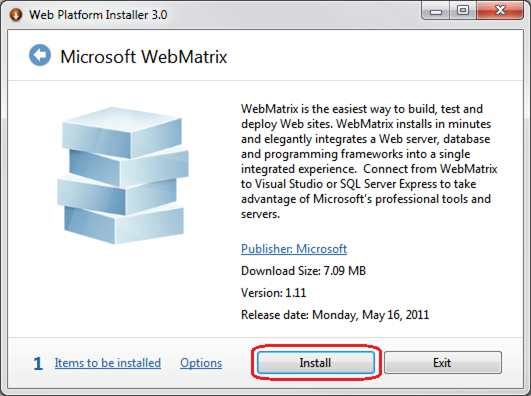 Web Platform Installer 3.0
Microsoft WebMatrix
WebMatrix is the easiest way to build, test and
deploy Web sites. WebMatrix installs in minutes
and elegantly integrates a Web server, database
and programming frameworks into a single
integrated experience.  Connect from WebMatrix
to Visual Studio or SQL Server Express to take
advantage of Microsoft's professional tools and
servers.
Publisher: Microsoft
Download Size: 7.09 MB
Version: 1.11
Release date: Monday, May 16, 2011
1 Items to be installed Options Install Exit